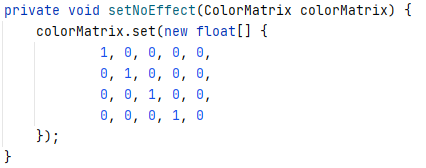 private void setNoEffect(ColorMatrix colorMatrix) {
    colorMatrix.set(new float[] {
            1, 0, 0, 0, 0,
            0, 1, 0, 0, 0,
            0, 0, 1, 0, 0,
            0, 0, 0, 1, 0
    });
}